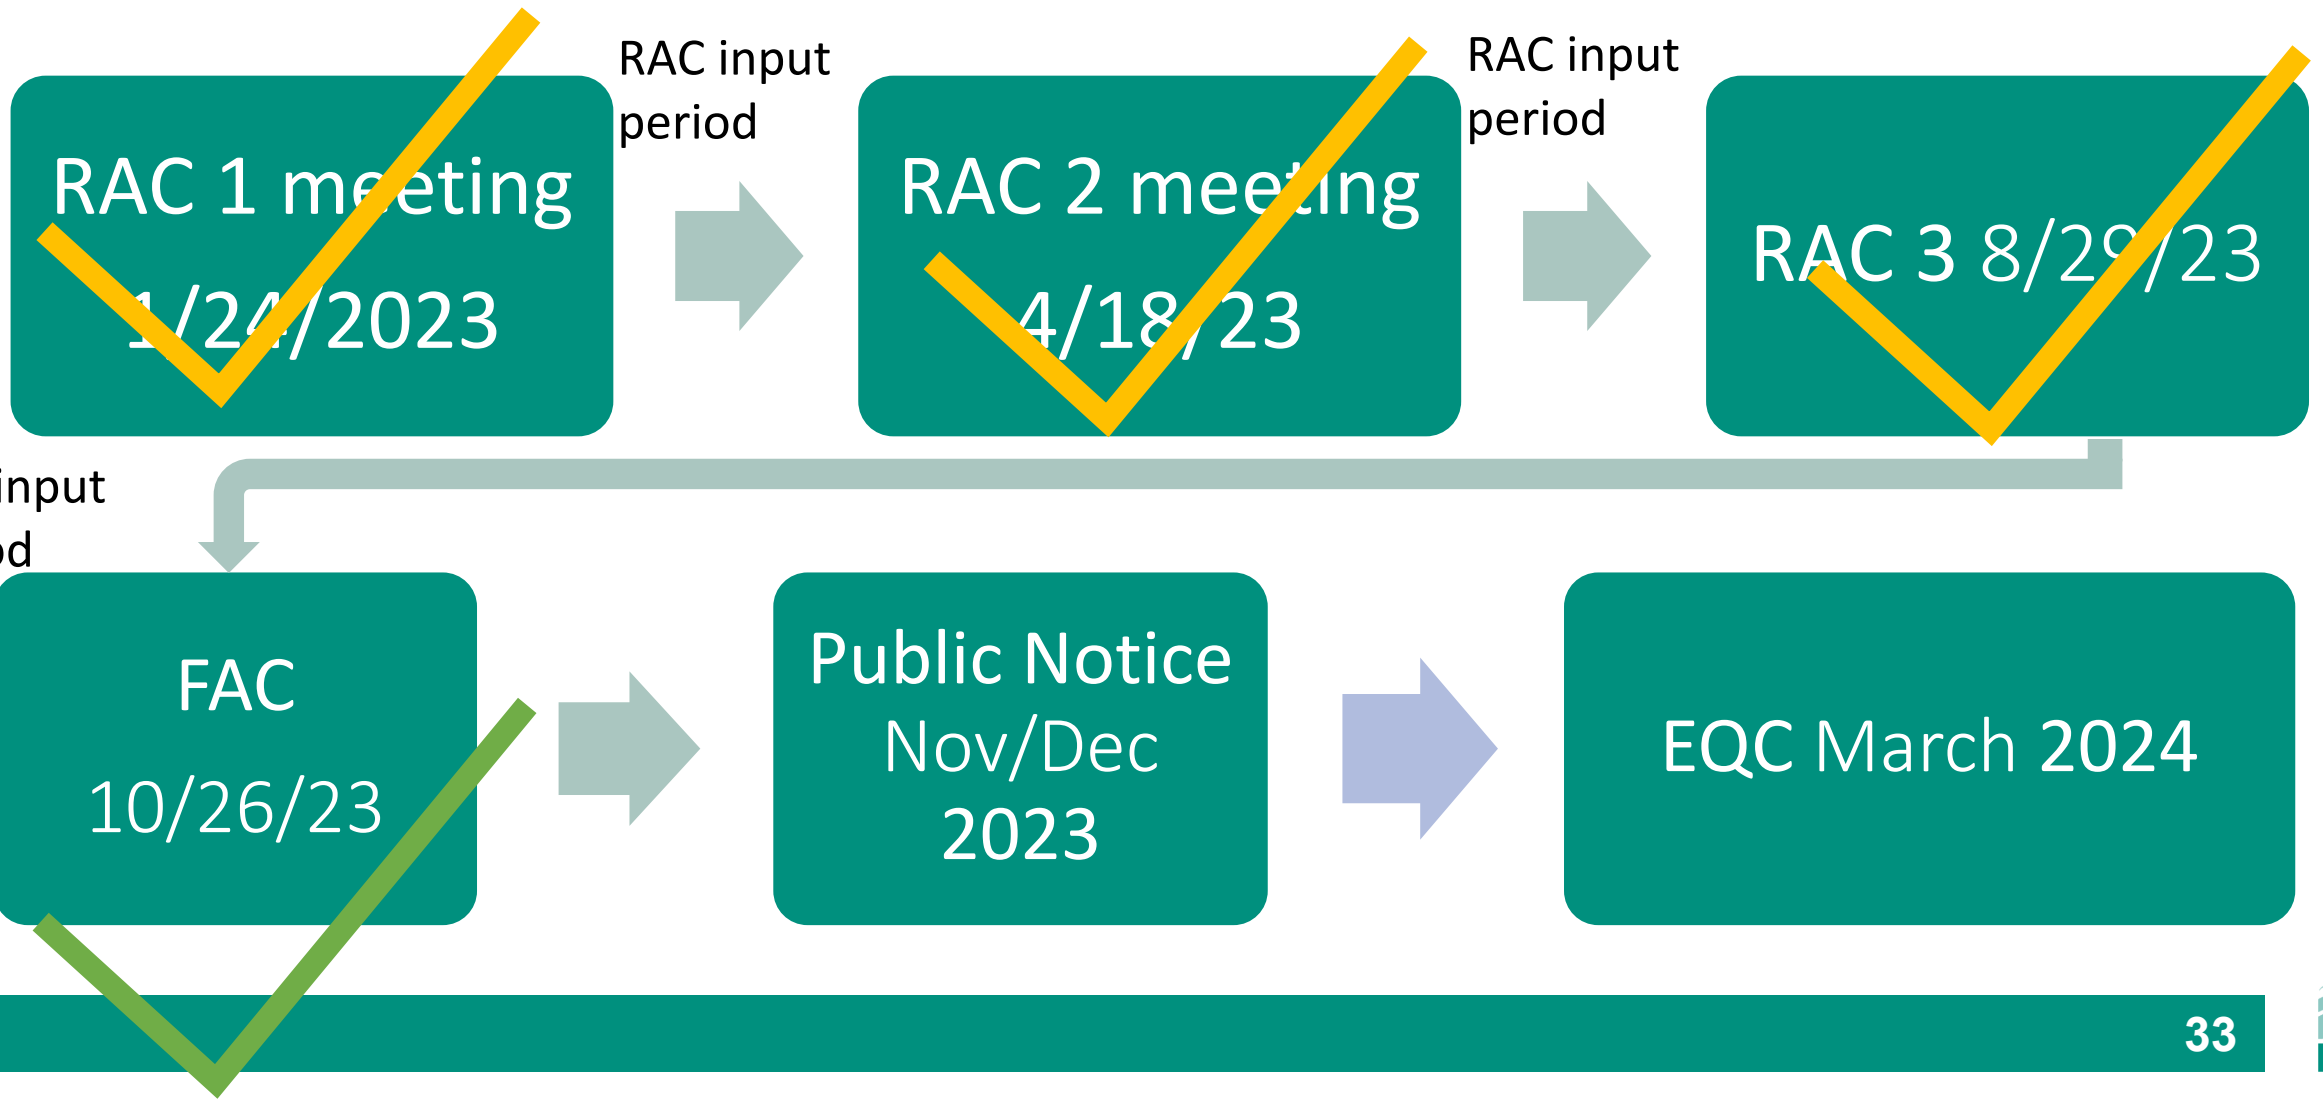 RAC input
period
RAC input
period
RAC 1 meeting
1/24/2023
RAC 2 meeting
4/18/23
RAC 3 8/29/23
input
FAC
10/26/23
Public Notice
Nov/Dec
2023
EQC March 2024
33